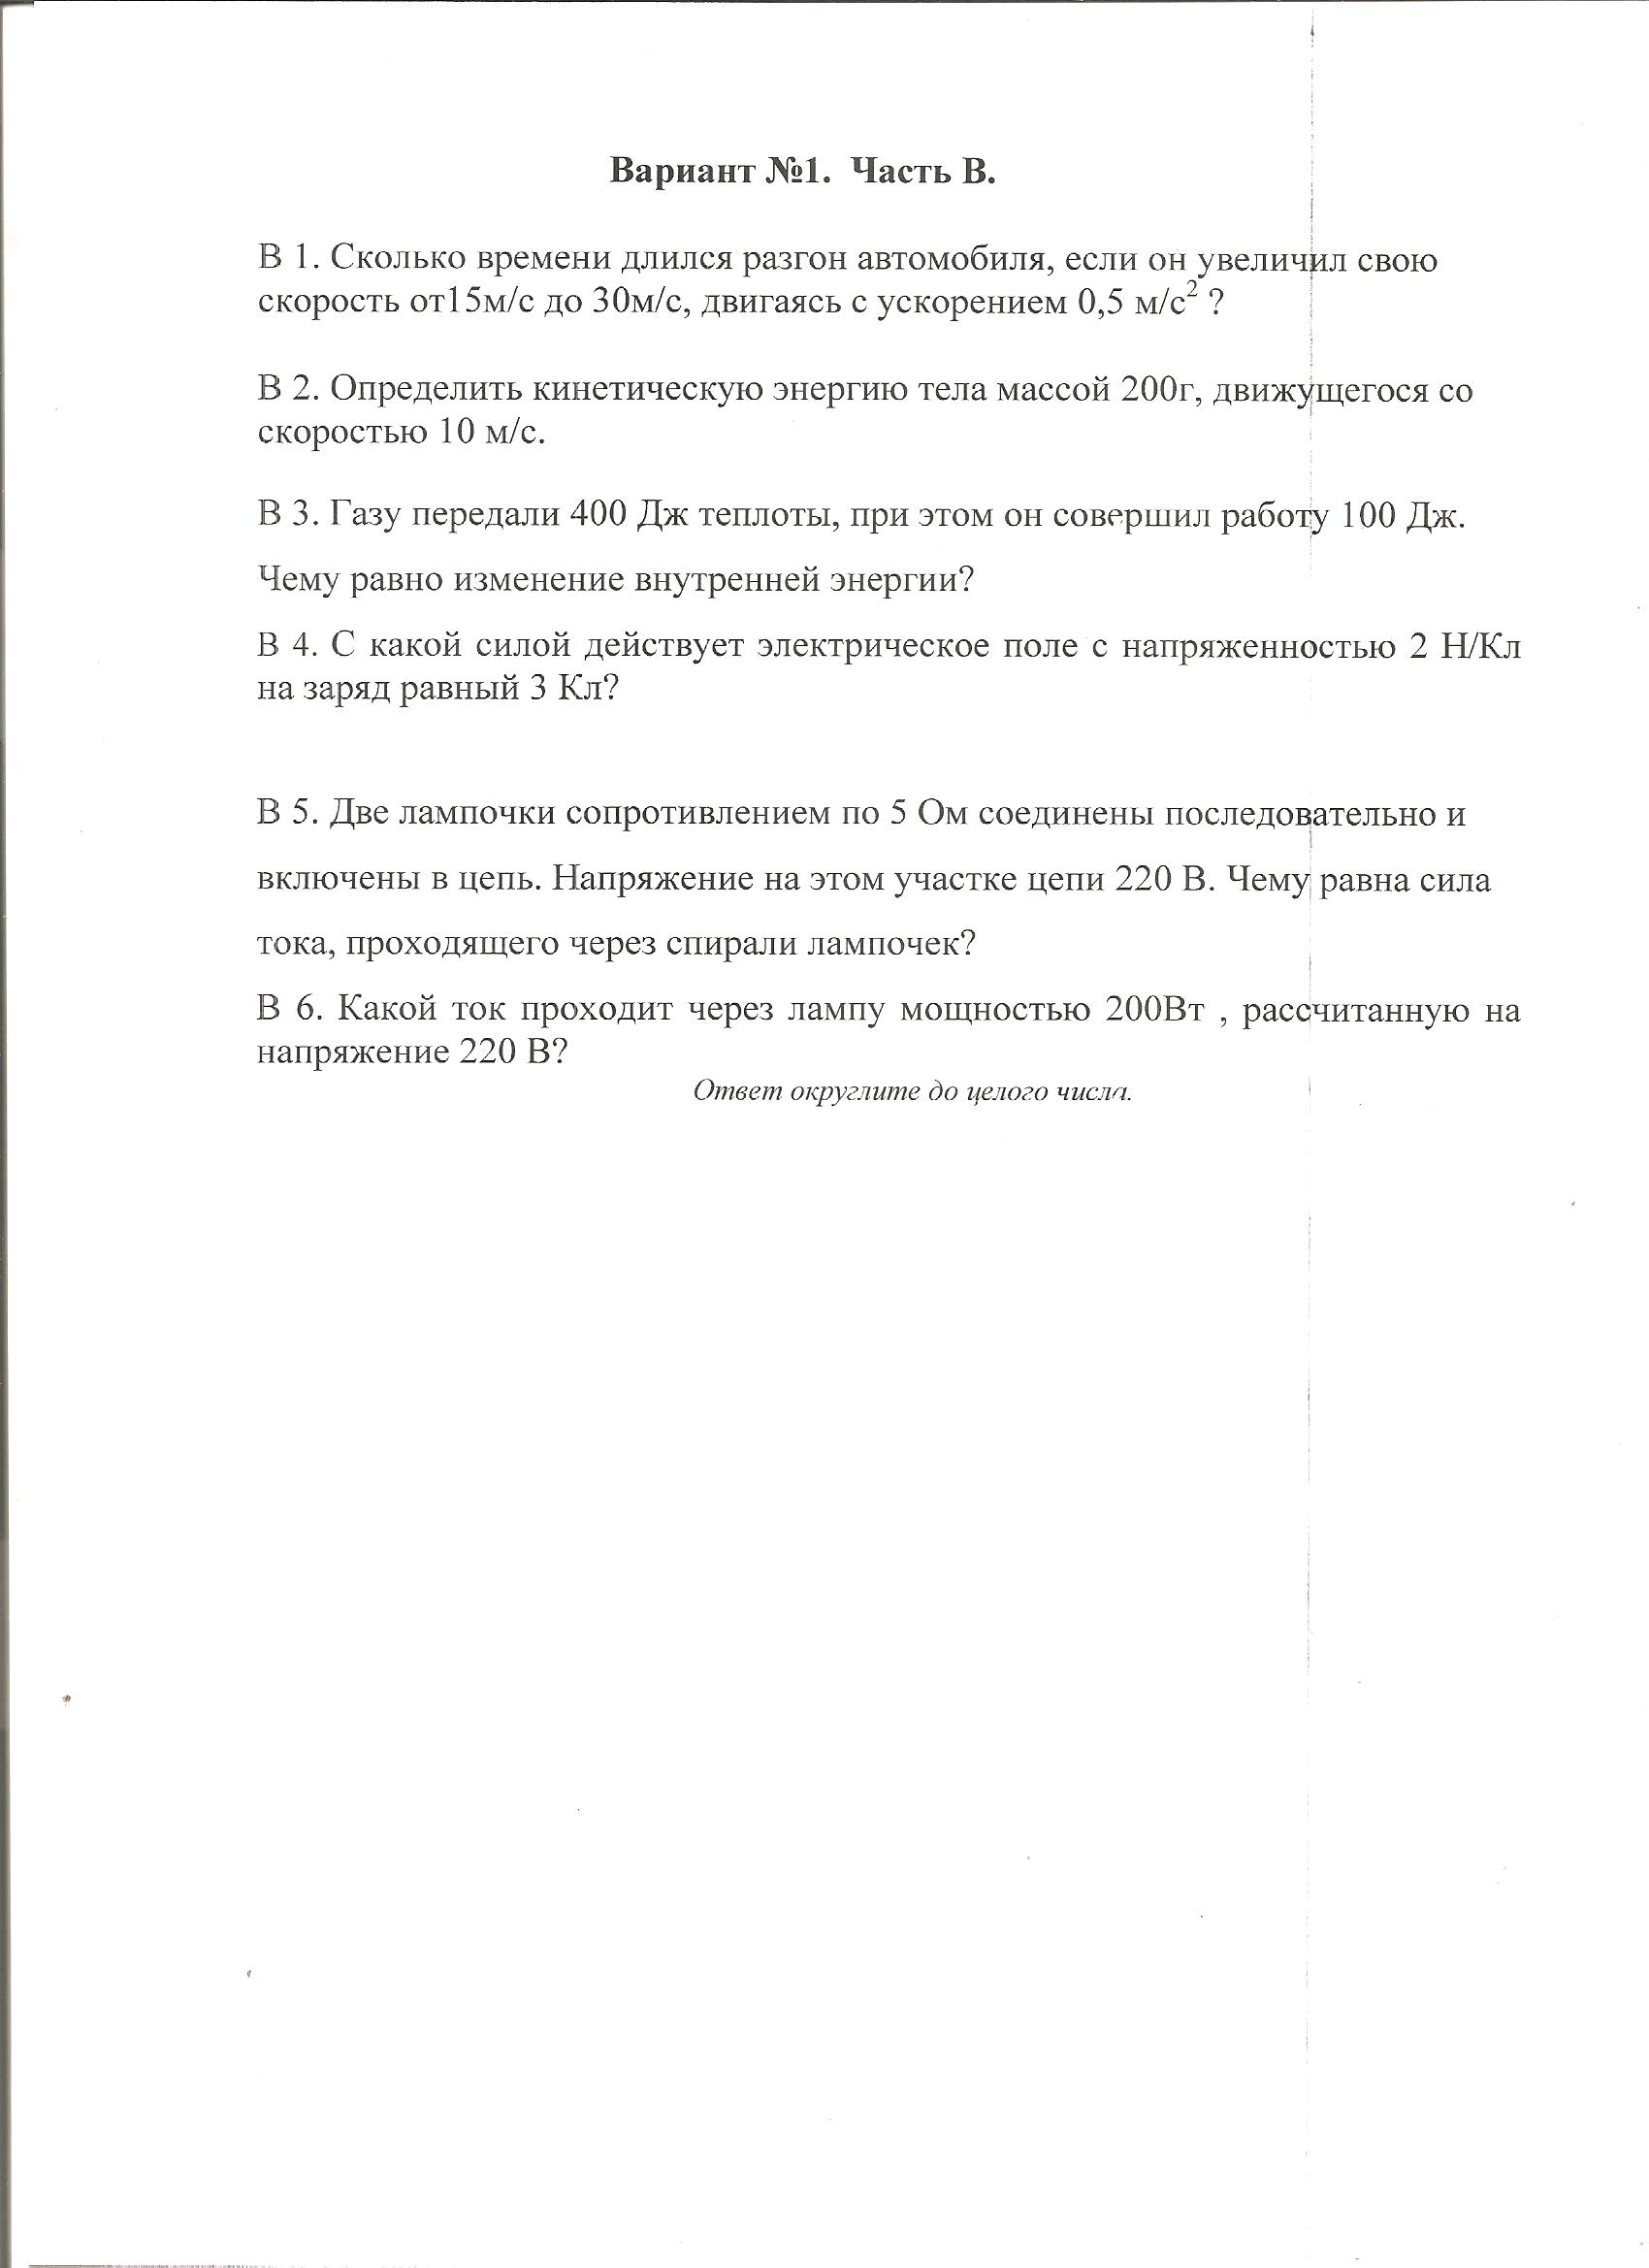 Вариант №1. Часть В.
В 1. Сколько времени длился разгон автомобиля, если он увеличил свою
скорость от15м/с до 30м/с, двигаясь с ускорением 0,5 м/с² ?
В 2. Определить кинетическую энергию тела массой 200г, движущегося со
скоростью 10 м/с.
В 3. Газу передали 400 Дж теплоты, при этом он совершил работу 100 Дж.
Чему равно изменение внутренней энергии?
В 4. С какой силой действует электрическое поле с напряженностью 2 Н/Кл
на заряд равный 3 Кл?
В 5. Две лампочки сопротивлением по 5 Ом соединены последовательно и
включены в цепь. Напряжение на этом участке цепи 220 В. Чему равна сила
тока, проходящего через спирали лампочек?
В 6. Какой ток проходит через лампу мощностью 200Вт , рассчитанную на
напряжение 220 В?
Ответ округлите до целого числа.